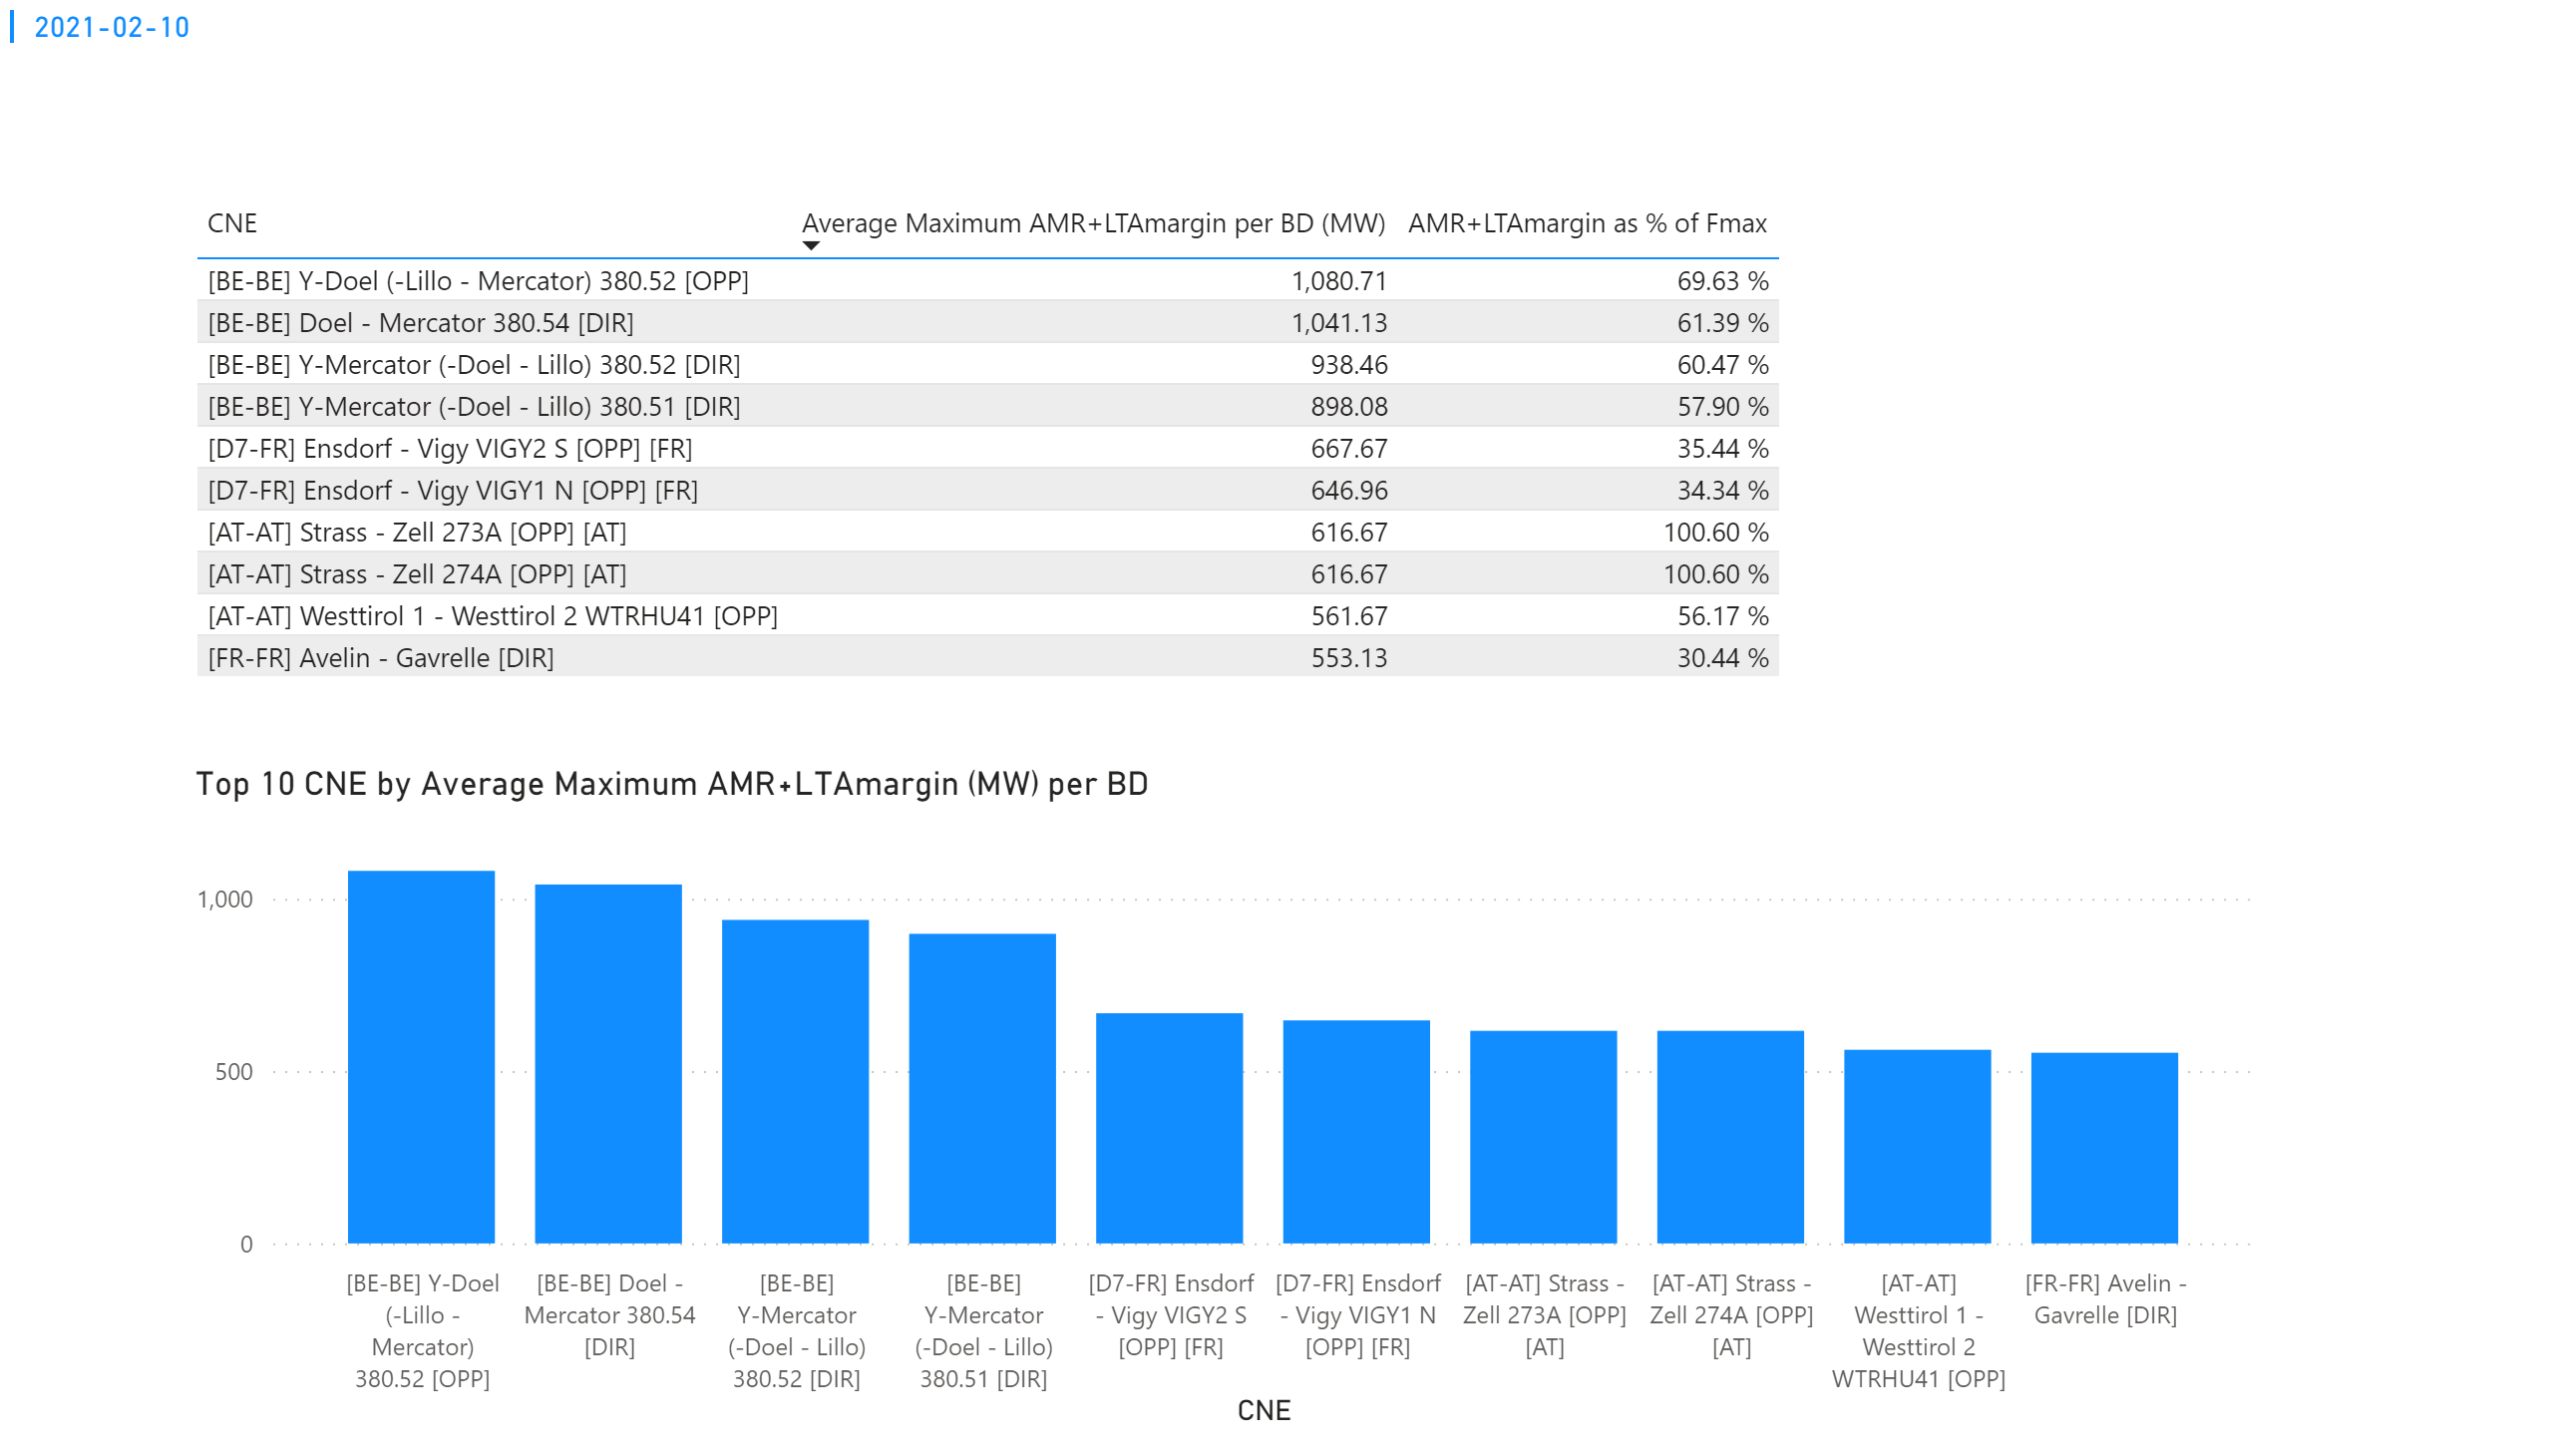 2021-02-10
CNE Average Maximum AMR+LTAmargin per BD (MW) AMR+LTAmargin as % of Fmax
[BE-BE] Y-Doel (-Lillo - Mercator) 380.52 [OPP] 1,080.71 69.63 %
[BE-BE] Doel - Mercator 380.54 [DIR] 1,041.13 61.39 %
[BE-BE] Y-Mercator (-Doel - Lillo) 380.52 [DIR] 938.46 60.47 %
[BE-BE] Y-Mercator (-Doel - Lillo) 380.51 [DIR] 898.08 57.90 %
[D7-FR] Ensdorf - Vigy VIGY2 S [OPP] [FR] 667.67 35.44 %
[D7-FR] Ensdorf - Vigy VIGY1 N [OPP] [FR] 646.96 34.34 %
[AT-AT] Strass - Zell 273A [OPP] [AT] 616.67 100.60 %
[AT-AT] Strass - Zell 274A [OPP] [AT] 616.67 100.60 %
[AT-AT] Westtirol 1 - Westtirol 2 WTRHU41 [OPP] 561.67 56.17 %
[FR-FR] Avelin - Gavrelle [DIR] 553.13 30.44 %
Top 10 CNE by Average Maximum AMR+LTAmargin (MW) per BD
1,000
500
0
[BE-BE] Y-Doel
(-Lillo -
Mercator)
380.52 [OPP]
[BE-BE] Doel -
Mercator 380.54
[DIR]
[BE-BE]
Y-Mercator
(-Doel - Lillo)
380.52 [DIR]
[BE-BE]
Y-Mercator
(-Doel - Lillo)
380.51 [DIR]
[D7-FR] Ensdorf
- Vigy VIGY2 S
[OPP] [FR]
[D7-FR] Ensdorf
- Vigy VIGY1 N
[OPP] [FR]
[AT-AT] Strass -
Zell 273A [OPP]
[AT]
[AT-AT] Strass -
Zell 274A [OPP]
[AT]
[AT-AT]
Westtirol 1 -
Westtirol 2
WTRHU41 [OPP]
[FR-FR] Avelin -
Gavrelle [DIR]
CNE